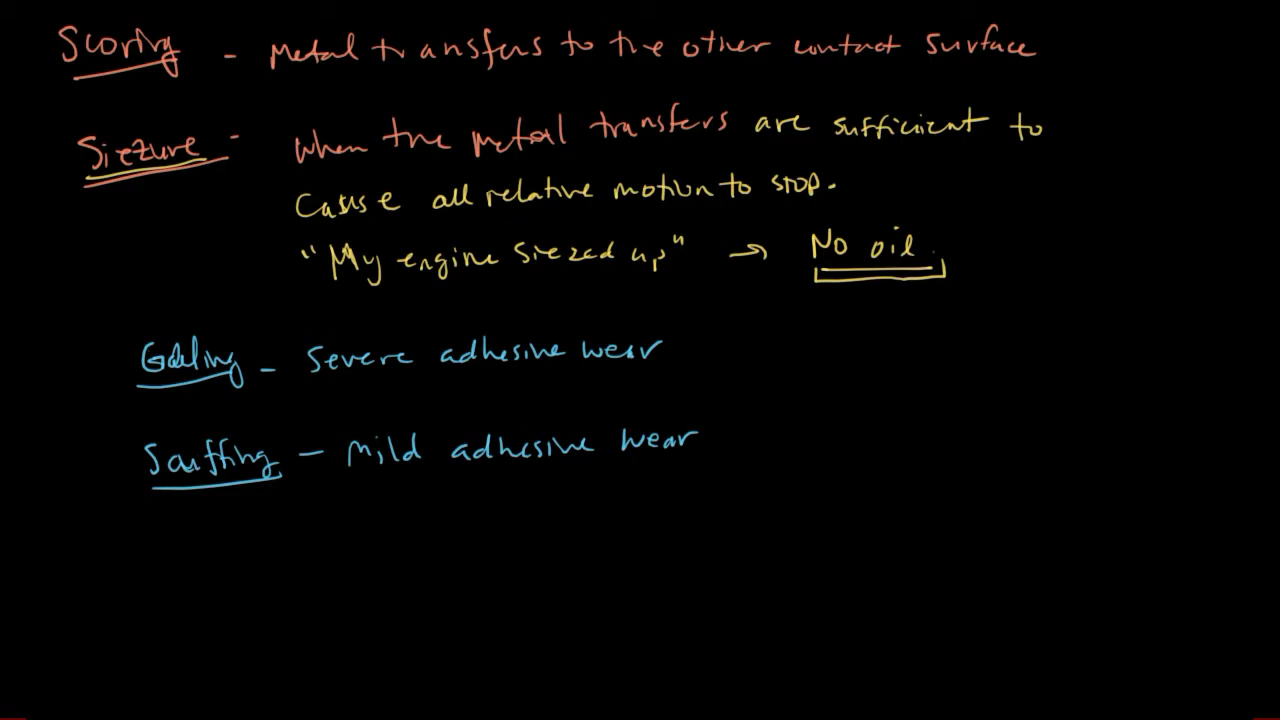 Scoring - Metal transfers to the other contact surface
Siezure - When the metal transfers are sufficient to
Cause all relative motion to stop.
"My engine siezed up" → No oil
Galling - Severe adhesive wear
Scuffing - Mild adhesive wear